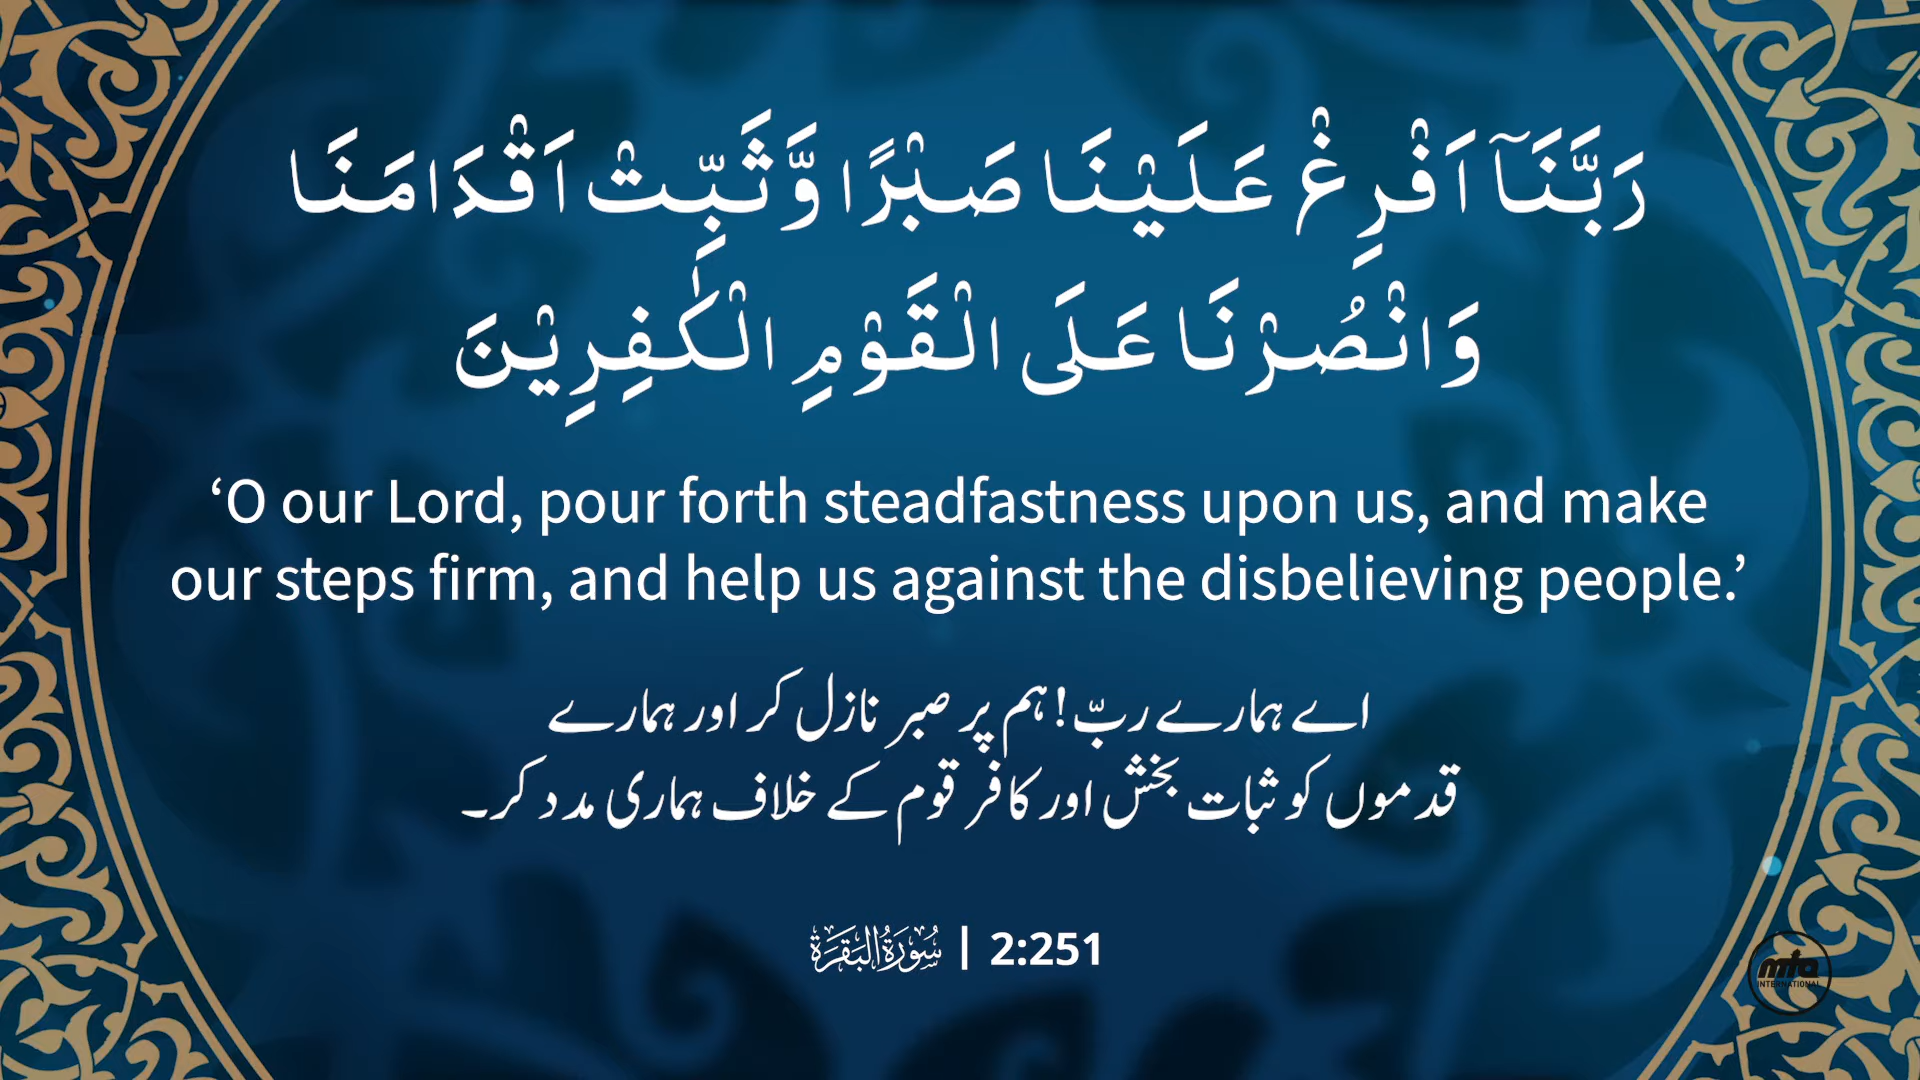 رَبَّنَاۤ اَفْرِغْ عَلَيْنَا صَبْرًا وَّثَبِّتْ اَقْدَامَنَا
وَانْصُرْنَا عَلَى الْقَوْمِ الْكٰفِرِيْنَ
‘O our Lord, pour forth steadfastness upon us, and make
our steps firm, and help us against the disbelieving people.’
اے ہمارے ربّ! ہم پر صبر نازل کر اور ہمارے
قدموں کو ثبات بخش اور کافر قوم کے خلاف ہماری مدد کر۔
سُورَةُ البَقَرَة | 2:251
mta
INTERNATIONAL